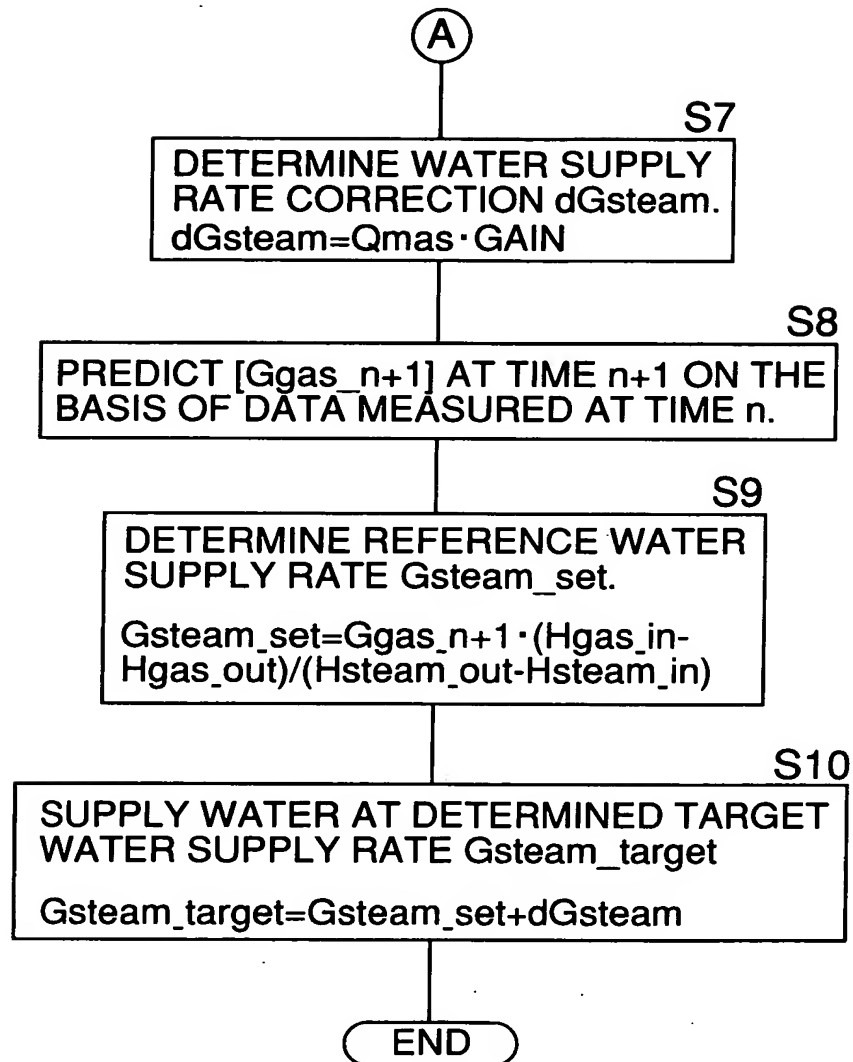 A
S7
DETERMINE WATER SUPPLY
RATE CORRECTION dGsteam.
dGsteam=Qmas·GAIN
S8
PREDICT [Ggas_n+1] AT TIME n+1 ON THE
BASIS OF DATA MEASURED AT TIME n.
S9
DETERMINE REFERENCE WATER
SUPPLY RATE Gsteam_set.
Gsteam_set=Ggas_n+1·(Hgas_in-
Hgas_out)/(Hsteam_out-Hsteam_in)
S10
SUPPLY WATER AT DETERMINED TARGET
WATER SUPPLY RATE Gsteam_target
Gsteam_target=Gsteam_set+dGsteam
END